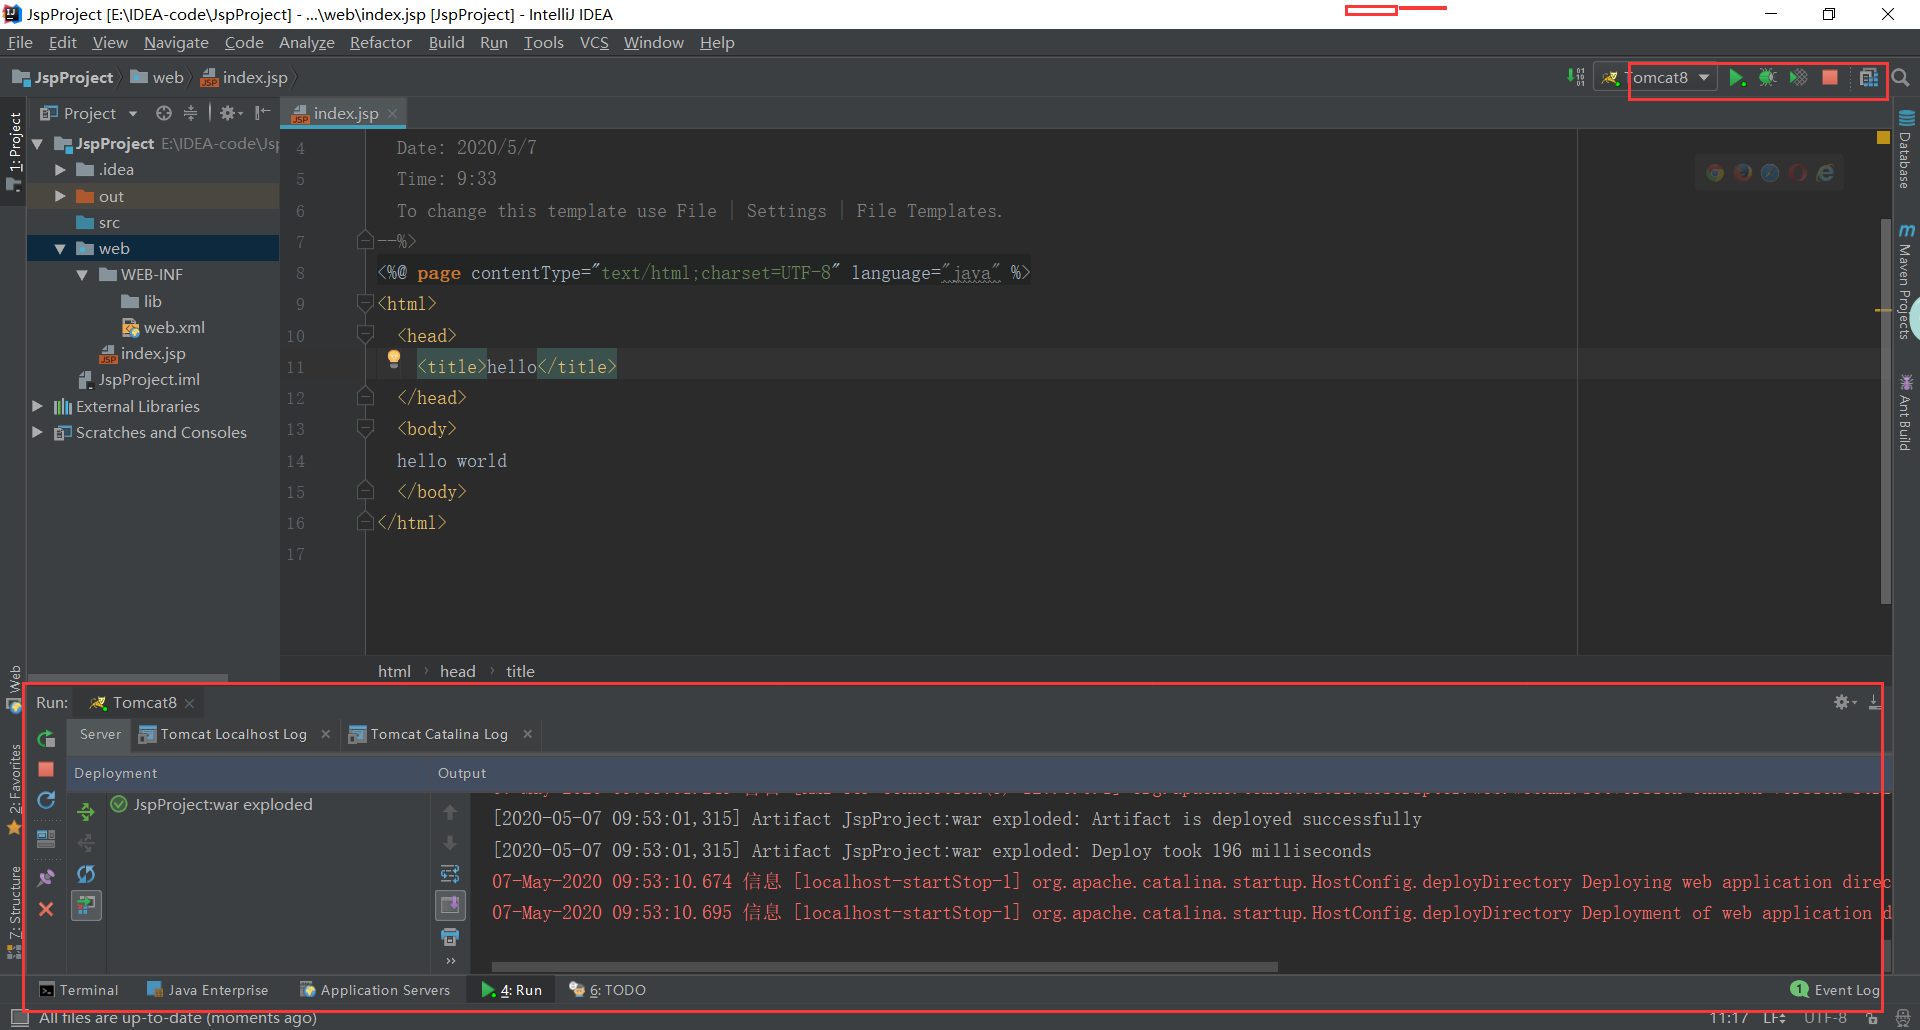 JspProject [E:\IDEA-code\JspProject] - ...\web\index.jsp [JspProject] - IntelliJ IDEA
File Edit View Navigate Code Analyze Refactor Build Run Tools VCS Window Help
JspProject web index.jsp
Tomcat8
Project
index.jsp
1: Project
JspProject E:\IDEA-code\Jsp
.idea
out
src
web
WEB-INF
lib
web.xml
index.jsp
JspProject.iml
External Libraries
Scratches and Consoles
4 Date: 2020/5/7
5 Time: 9:33
6 To change this template use File | Settings | File Templates.
7 --%>
8 <%@ page contentType="text/html;charset=UTF-8" language="java" %>
9 <html>
10 <head>
11 <title>hello</title>
12 </head>
13 <body>
14 hello world
15 </body>
16 </html>
17
html › head › title
Database
Maven Projects
Ant Build
Web
2: Favorites
7: Structure
Run: Tomcat8
Server Tomcat Localhost Log Tomcat Catalina Log
Deployment Output
JspProject:war exploded
[2020-05-07 09:53:01,315] Artifact JspProject:war exploded: Artifact is deployed successfully
[2020-05-07 09:53:01,315] Artifact JspProject:war exploded: Deploy took 196 milliseconds
07-May-2020 09:53:10.674 信息 [localhost-startStop-1] org.apache.catalina.startup.HostConfig.deployDirectory Deploying web application direc
07-May-2020 09:53:10.695 信息 [localhost-startStop-1] org.apache.catalina.startup.HostConfig.deployDirectory Deployment of web application d
Terminal Java Enterprise Application Servers 4: Run 6: TODO 1 Event Log
All files are up-to-date (moments ago) 11:17 LF UTF-8